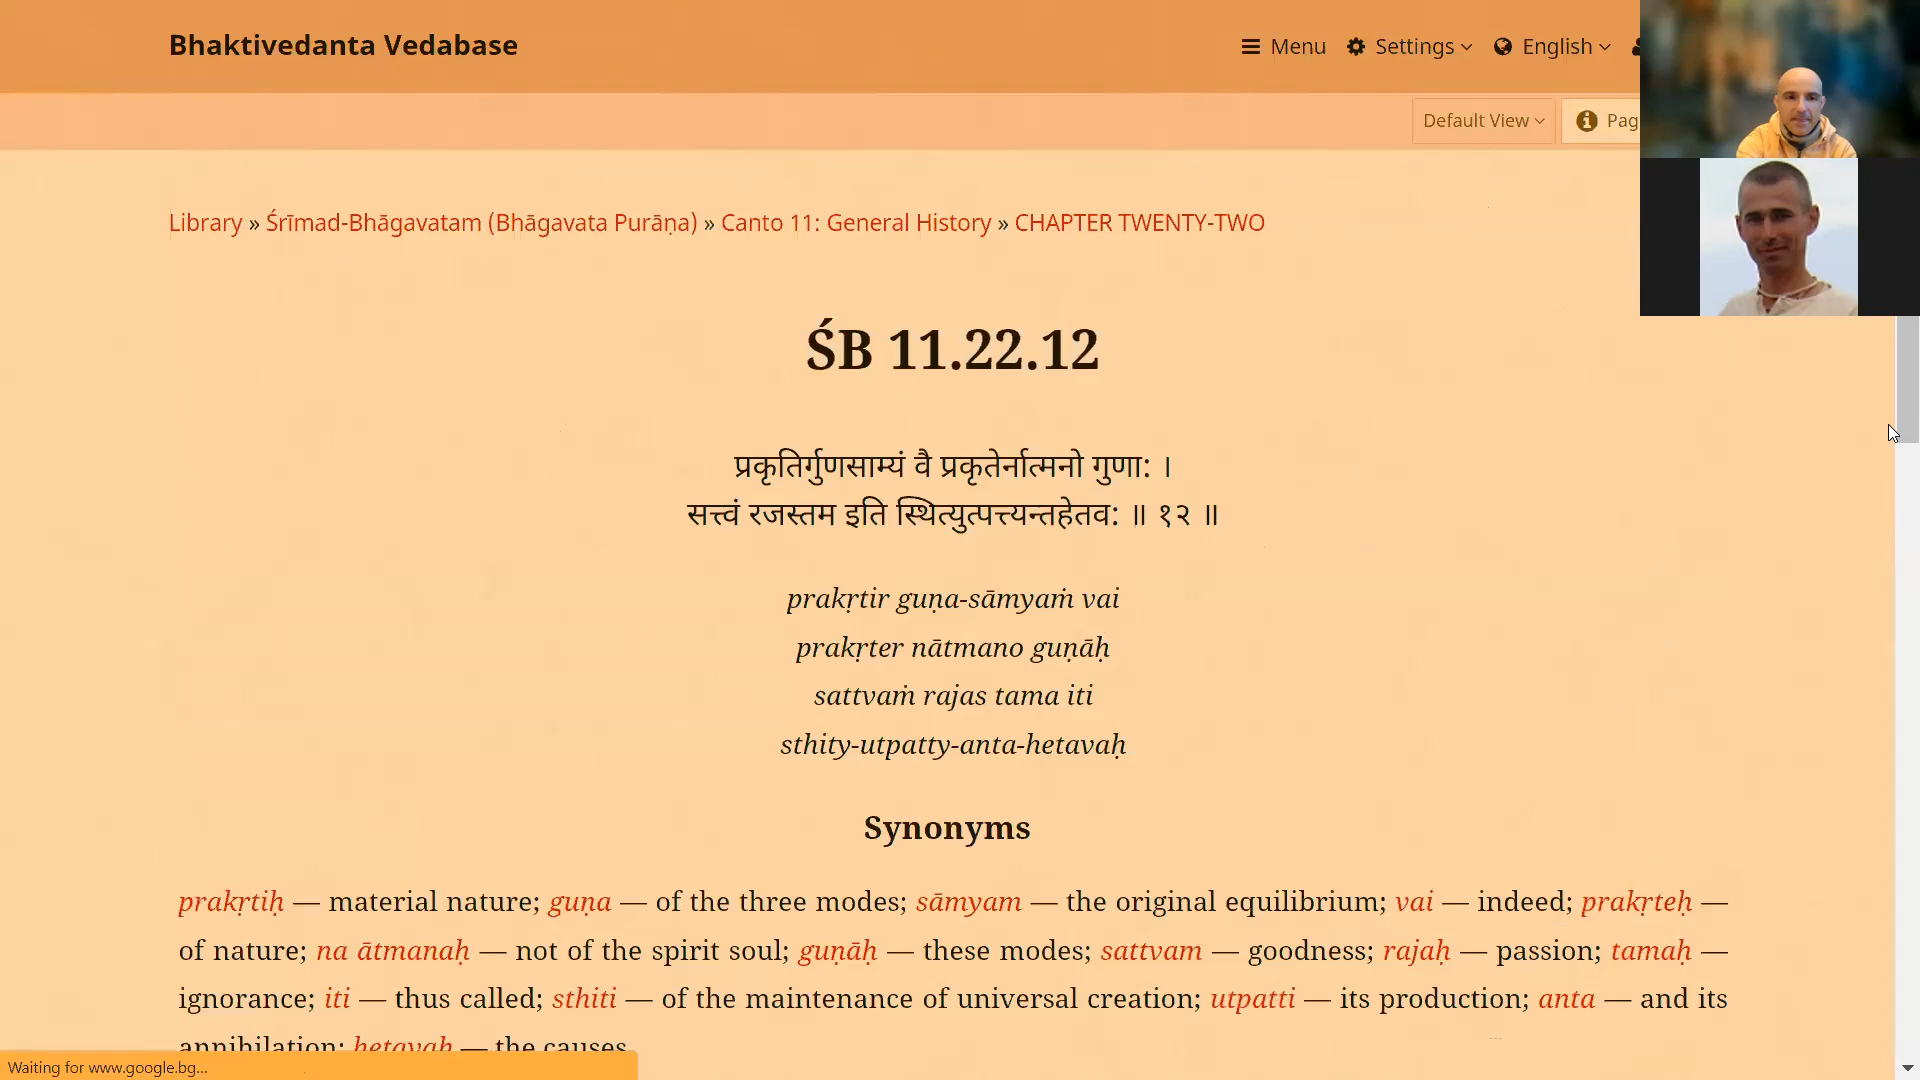 Bhaktivedanta Vedabase
Menu Settings English
Default View
Library » Śrīmad-Bhāgavatam (Bhāgavata Purāṇa) » Canto 11: General History » CHAPTER TWENTY-TWO
ŚB 11.22.12
प्रकृतिर्गुणसाम्यं वै प्रकृतेर्नात्मनो गुणा: ।
सत्त्वं रजस्तम इति स्थित्युत्पत्त्यन्तहेतव: ॥ १२ ॥
prakṛtir guṇa-sāmyaṁ vai
prakṛter nātmano guṇāḥ
sattvaṁ rajas tama iti
sthity-utpatty-anta-hetavaḥ
Synonyms
prakṛtiḥ — material nature; guṇa — of the three modes; sāmyam — the original equilibrium; vai — indeed; prakṛteḥ —
of nature; na ātmanaḥ — not of the spirit soul; guṇāḥ — these modes; sattvam — goodness; rajaḥ — passion; tamaḥ —
ignorance; iti — thus called; sthiti — of the maintenance of universal creation; utpatti — its production; anta — and its
annihilation; hetavaḥ — the causes.
Waiting for www.google.bg...